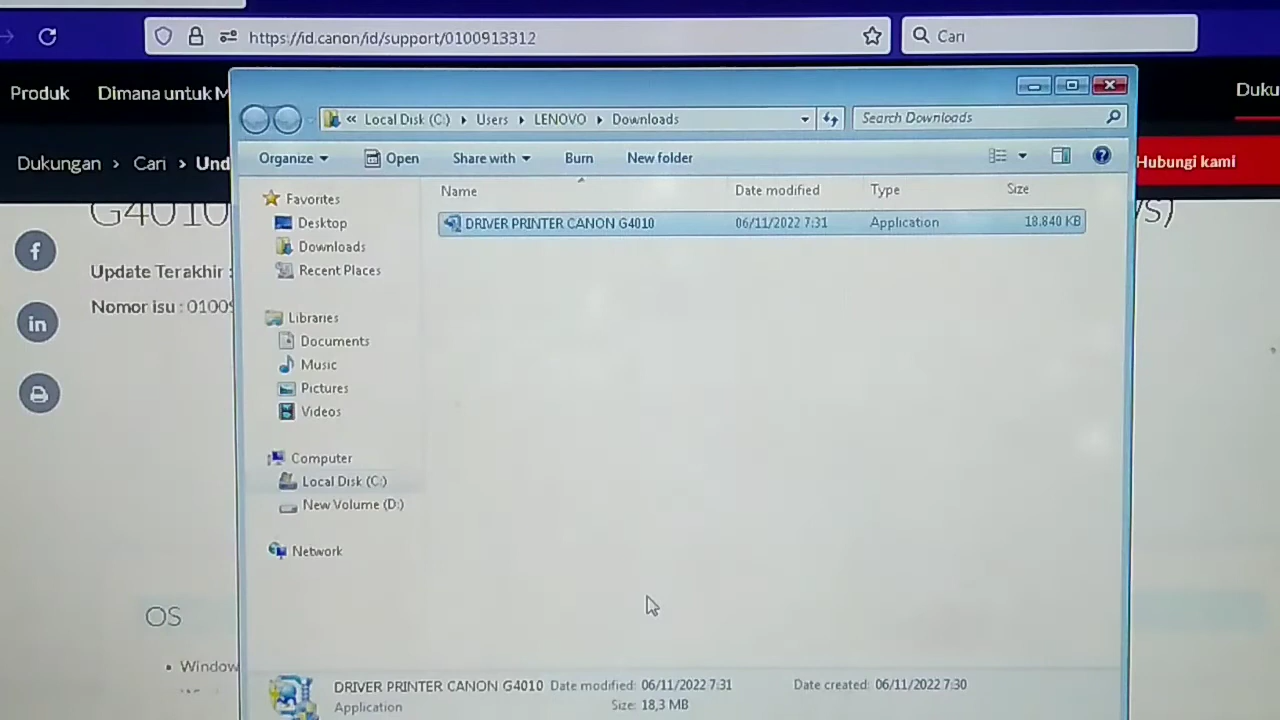 https://id.canon/id/support/0100913312
Cari
Produk
Dimana untuk M
Duku
Dukungan > Cari > Und
Hubungi kami
G4010
Update Terakhir :
Nomor isu : 01009
OS
Window
« Local Disk (C:) Users LENOVO Downloads
Search Downloads
Organize Open Share with Burn New folder
Name Date modified Type Size
DRIVER PRINTER CANON G4010 06/11/2022 7:31 Application 18.840 KB
Favorites
Desktop
Downloads
Recent Places
Libraries
Documents
Music
Pictures
Videos
Computer
Local Disk (C:)
New Volume (D:)
Network
DRIVER PRINTER CANON G4010 Date modified: 06/11/2022 7:31 Date created: 06/11/2022 7:30
Application Size: 18,3 MB